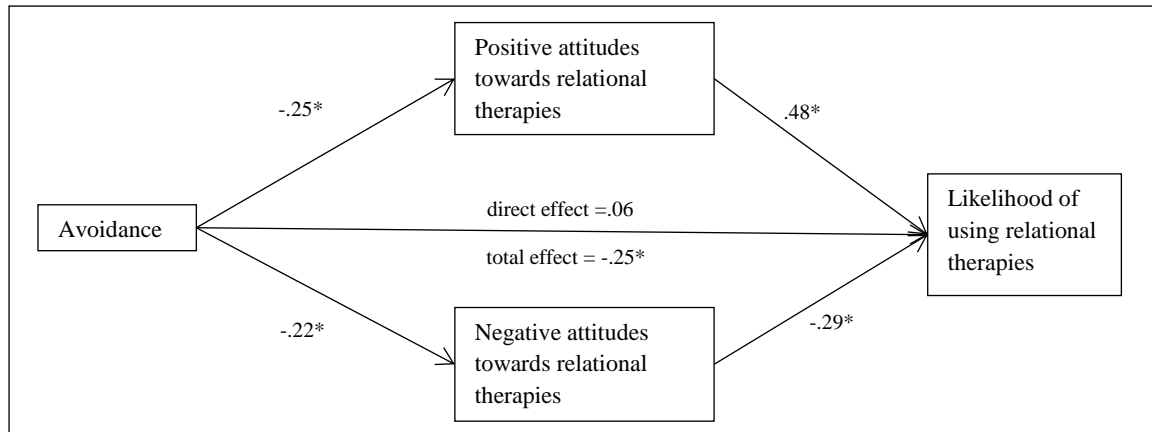 Positive attitudes
towards relational
therapies
-.25*
.48*
Avoidance
direct effect =.06
total effect = -.25*
Likelihood of
using relational
therapies
-.22*
Negative attitudes
towards relational
therapies
-.29*